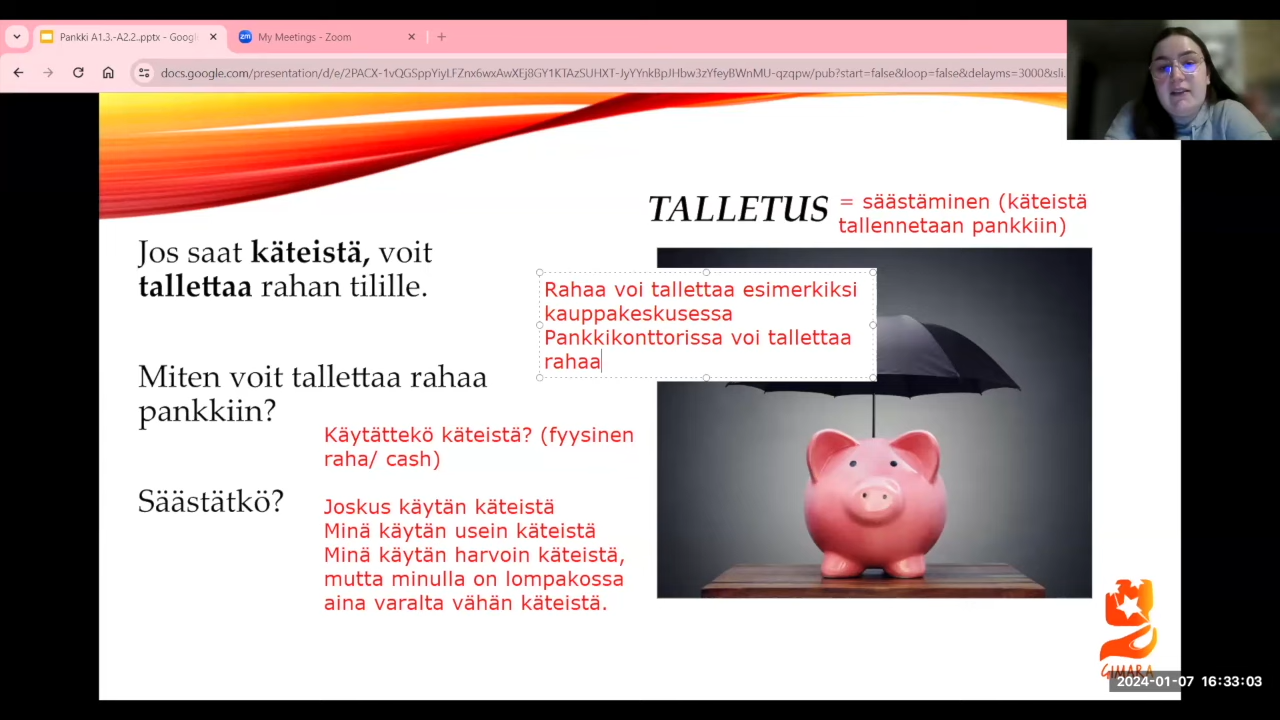 Pankki A1.3.-A2.2..pptx - Googl
My Meetings - Zoom
docs.google.com/presentation/d/e/2PACX-1vQGSppYiyLFZnx6wxAwXEj8GY1KTAzSUHXT-JyYYnkBpJHbw3zYfeyBWnMU-qzqpw/pub?start=false&loop=false&delayms=3000&sli
TALLETUS = säästäminen (käteistä
tallennetaan pankkiin)
Jos saat käteistä, voit
tallettaa rahan tilille.
Rahaa voi tallettaa esimerkiksi
kauppakeskusessa
Pankkikonttorissa voi tallettaa
rahaa
Miten voit tallettaa rahaa
pankkiin?
Käytättekö käteistä? (fyysinen
raha/ cash)
Säästätkö?
Joskus käytän käteistä
Minä käytän usein käteistä
Minä käytän harvoin käteistä,
mutta minulla on lompakossa
aina varalta vähän käteistä.
GIMARA
2024-01-07 16:33:03